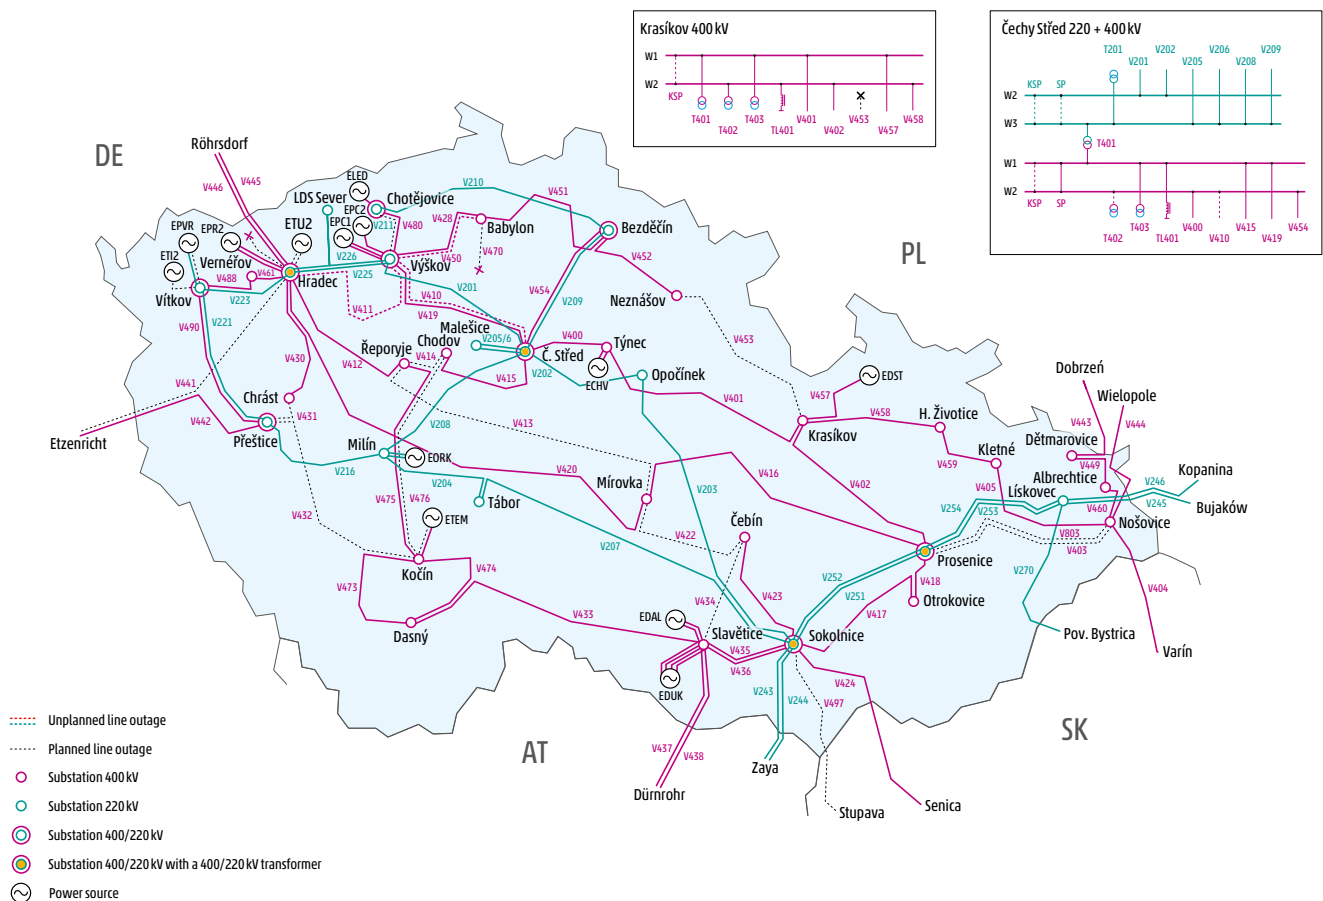 Krasíkov 400 kV
W1
W2
KSP
T401
T402
T403
TL401
V401
V402
V453
V457
V458
Čechy Střed 220 + 400 kV
T201
V201
V202
V205
V206
V208
V209
KSP
SP
W2
W3
T401
W1
W2
KSP
SP
T402
T403
TL401
V400
V410
V415
V419
V454
DE
PL
AT
SK
Röhrsdorf
V446
V445
ELED
LDS Sever
EPC2
Chotějovice
V210
V451
EPVR
EPR2
ETU2
EPC1
V211
V480
V428
Babylon
Bezděčín
ETI2
Vernéřov
V226
V450
V470
V488
V461
Hradec
V225
Výškov
V452
Vítkov
V223
V201
V410
V454
V209
Neznášov
V411
V419
V221
V490
Malešice
V205/6
V400
Týnec
V453
V430
Řeporyje
Chodov
V414
Č. Střed
V412
V415
V202
ECHV
Opočínek
EDST
V441
Chrást
V401
V457
Dobrzeń
Wielopole
V442
V431
V458
H. Životice
V443
V444
Etzenricht
Přeštice
V208
V413
Krasíkov
Dětmarovice
Milín
EORK
V459
Kletné
V449
Kopanina
V216
V420
V416
Albrechtice
V246
V204
Mírovka
V203
V402
V405
Lískovec
V245
Bujaków
V475
V476
Tábor
V254
V253
V460
Nošovice
V432
ETEM
Čebín
V422
V803
V403
V207
Prosenice
Kočín
V252
V270
V473
V474
V251
V418
V404
V434
V423
Otrokovice
V433
EDAL
V417
Dasný
Slavětice
Sokolnice
Pov. Bystrica
V435
Varín
V436
EDUK
V243
V244
V424
V497
V437
V438
Zaya
Dürnrohr
Stupava
Senica
Unplanned line outage
Planned line outage
Substation 400 kV
Substation 220 kV
Substation 400/220 kV
Substation 400/220 kV with a 400/220 kV transformer
Power source